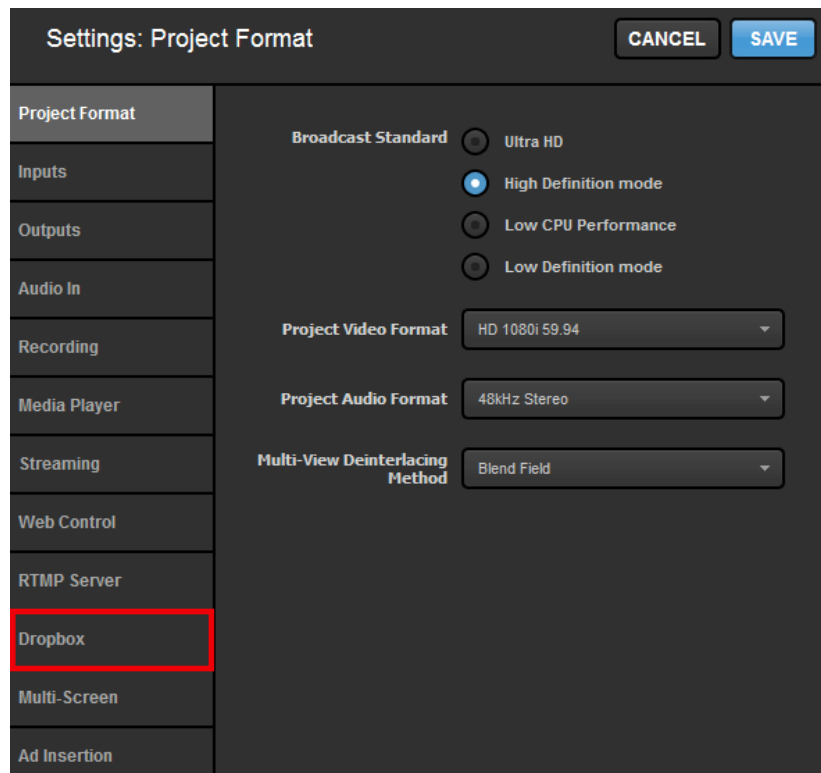 Settings: Project Format
CANCEL
SAVE
Project Format
Inputs
Outputs
Audio In
Recording
Media Player
Streaming
Web Control
RTMP Server
Dropbox
Multi-Screen
Ad Insertion
Broadcast Standard
Ultra HD
High Definition mode
Low CPU Performance
Low Definition mode
Project Video Format
HD 1080i 59.94
Project Audio Format
48kHz Stereo
Multi-View Deinterlacing
Method
Blend Field